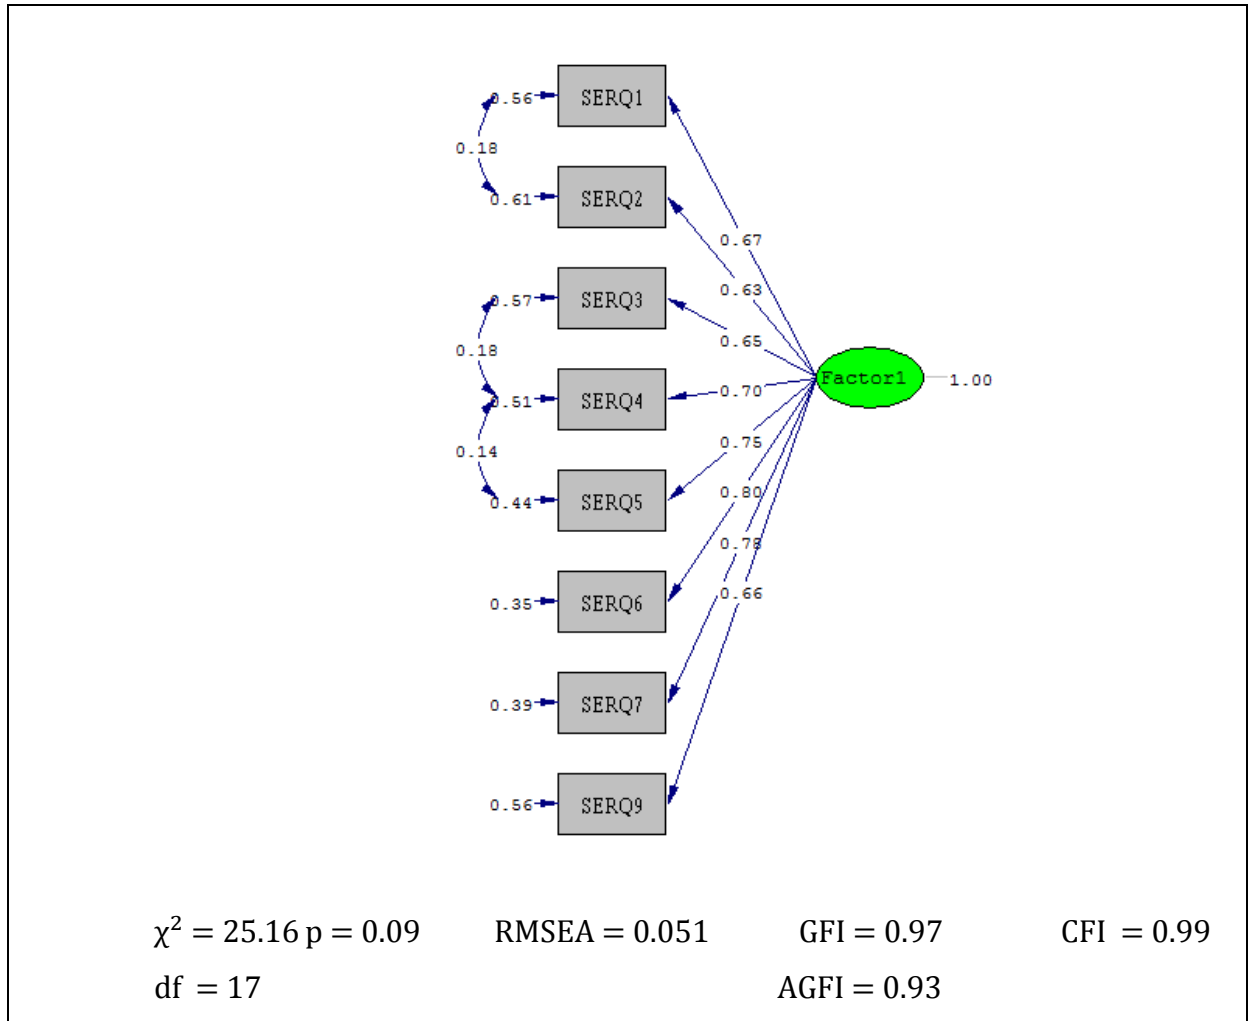 0.56 SERQ1
0.18
0.61 SERQ2
0.67
0.63
0.57 SERQ3
0.65
0.18
Factor1 1.00
0.70
0.51 SERQ4
0.75
0.14
0.80
0.44 SERQ5
0.78
0.66
0.35 SERQ6
0.39 SERQ7
0.56 SERQ9
χ² = 25.16 p = 0.09 RMSEA = 0.051 GFI = 0.97 CFI = 0.99
df = 17 AGFI = 0.93